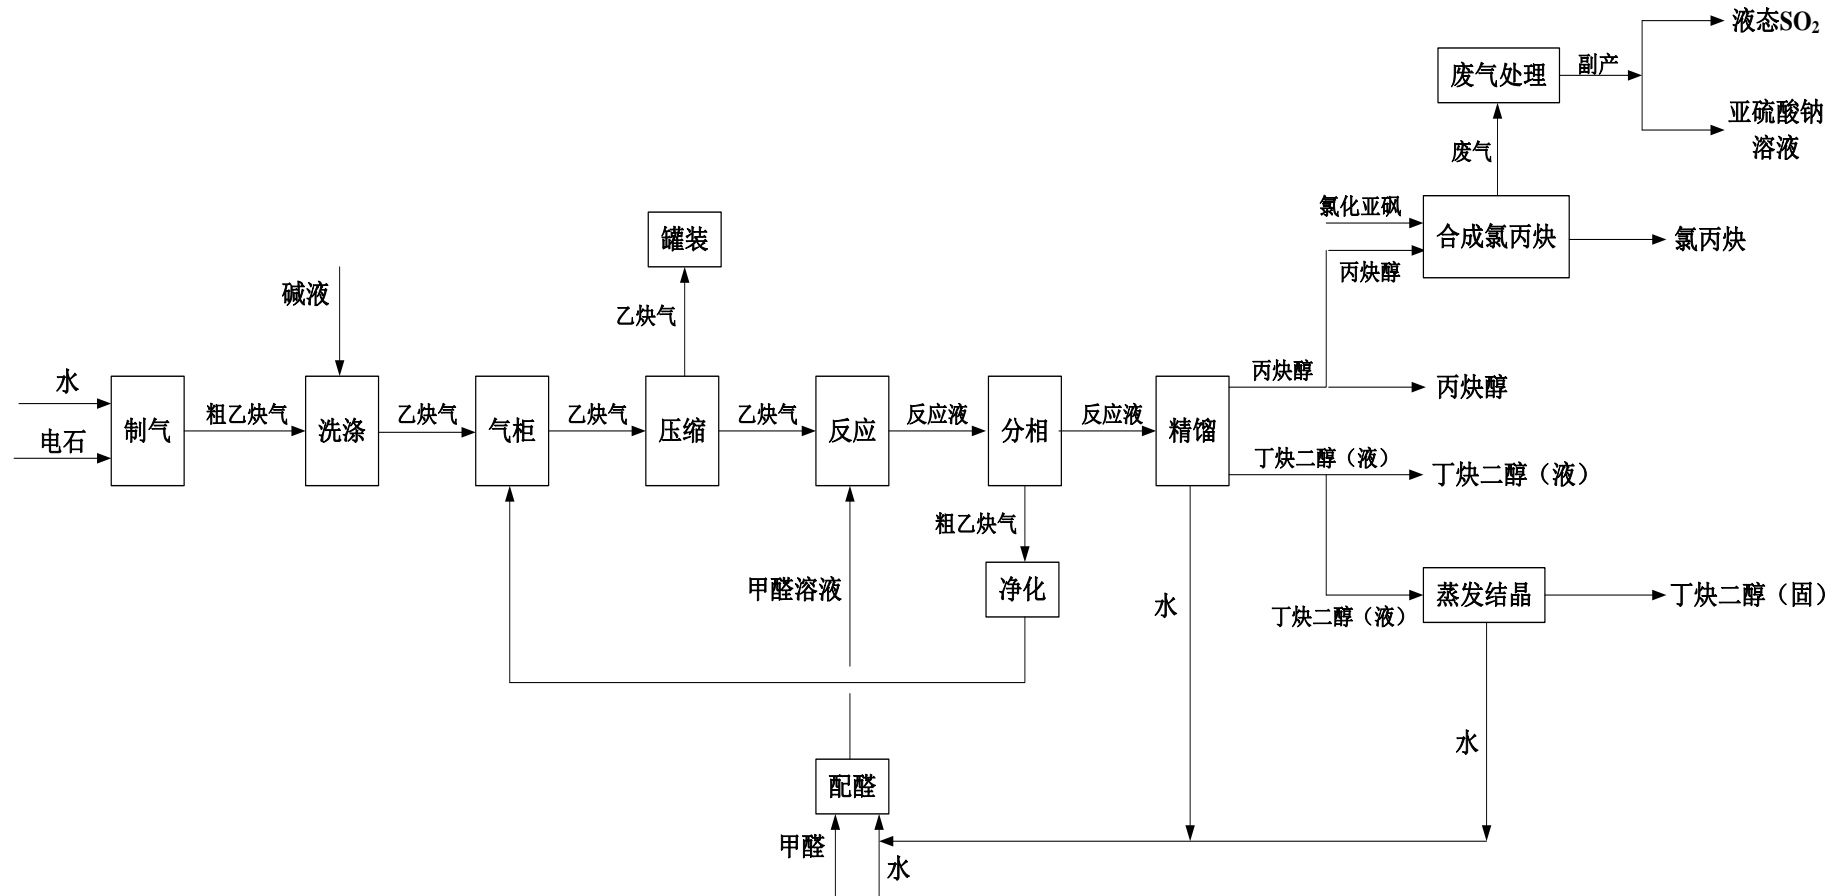 液态SO₂
废气处理
副产
亚硫酸钠
溶液
废气
氯化亚砜
合成氯丙炔
氯丙炔
丙炔醇
罐装
乙炔气
碱液
水
电石
制气
粗乙炔气
洗涤
乙炔气
气柜
乙炔气
压缩
乙炔气
反应
反应液
分相
反应液
精馏
丙炔醇
丙炔醇
丁炔二醇（液）
丁炔二醇（液）
粗乙炔气
净化
甲醛溶液
水
丁炔二醇（液）
蒸发结晶
丁炔二醇（固）
水
配醛
甲醛
水